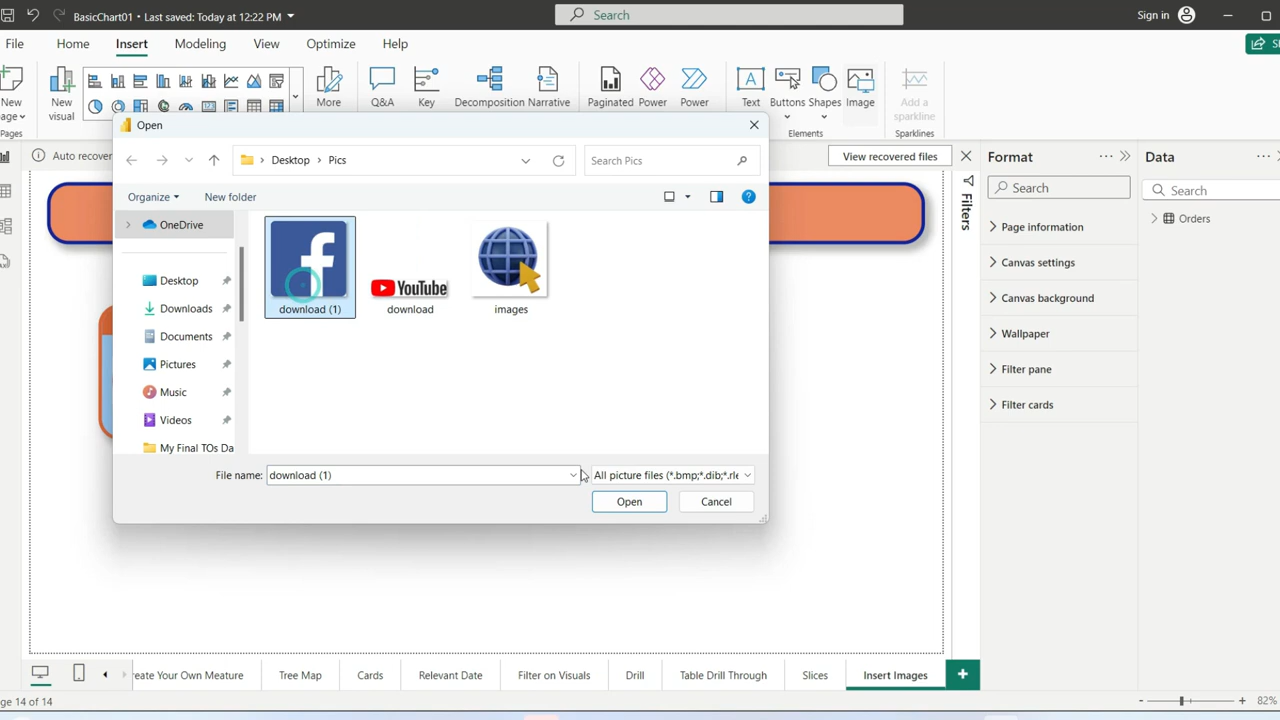 BasicChart01 • Last saved: Today at 12:22 PM
Search
Sign in
File
Home
Insert
Modeling
View
Optimize
Help
New
page
New
visual
More
Q&A
Key
Decomposition
Narrative
Paginated
Power
Power
Text
Buttons
Shapes
Image
Add a
sparkline
Pages
Elements
Sparklines
Open
Auto recover
View recovered files
Format
Data
Desktop
Pics
Search Pics
Search
Search
Organize
New folder
Filters
OneDrive
Orders
Page information
Canvas settings
Canvas background
Wallpaper
Filter pane
Filter cards
Desktop
Downloads
Documents
Pictures
Music
Videos
My Final TOs Da
f
YouTube
download (1)
download
images
File name:
download (1)
All picture files (*.bmp;*.dib;*.rle
Open
Cancel
reate Your Own Measure
Tree Map
Cards
Relevant Date
Filter on Visuals
Drill
Table Drill Through
Slices
Insert Images
ge 14 of 14
82%